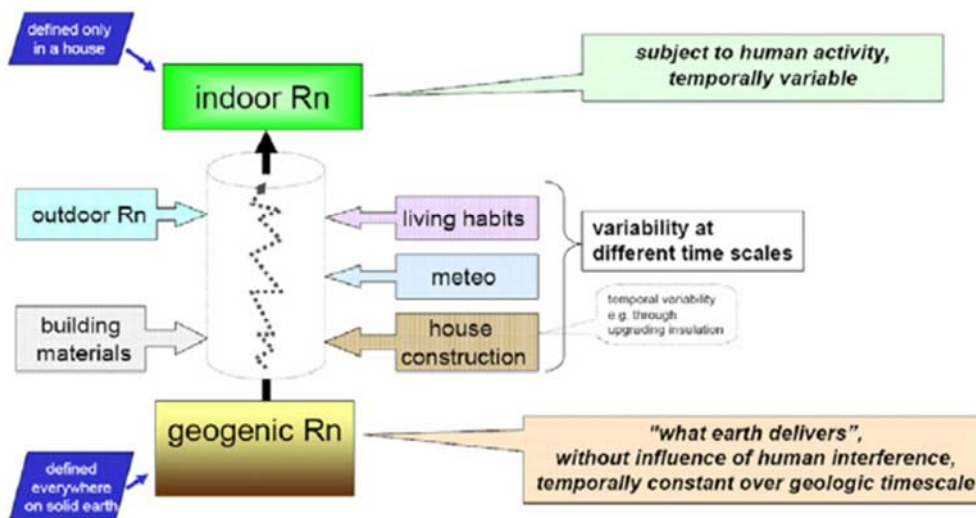 defined only
in a house
indoor Rn
subject to human activity,
temporally variable
outdoor Rn
living habits
variability at
different time scales
meteo
temporal variability
e.g. through
upgrading insulation
building
materials
house
construction
geogenic Rn
"what earth delivers",
without influence of human interference,
temporally constant over geologic timescale
defined
everywhere
on solid earth